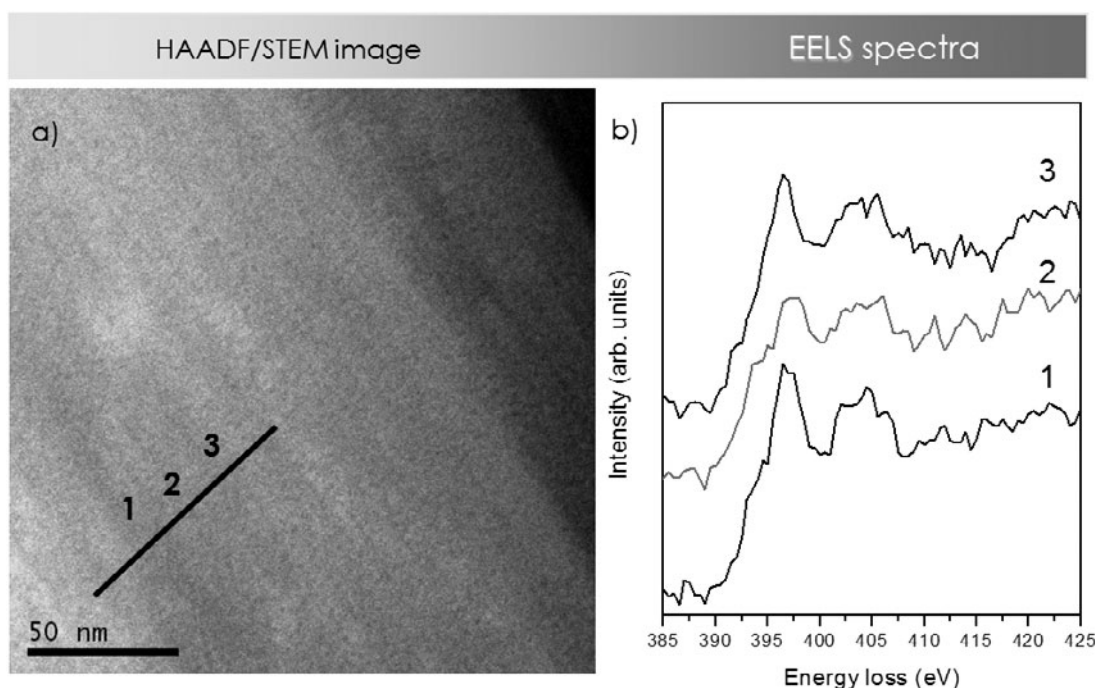 HAADF/STEM image
EELS spectra
a)
1
2
3
50 nm
b)
3
2
1
Intensity (arb. units)
385 390 395 400 405 410 415 420 425
Energy loss (eV)